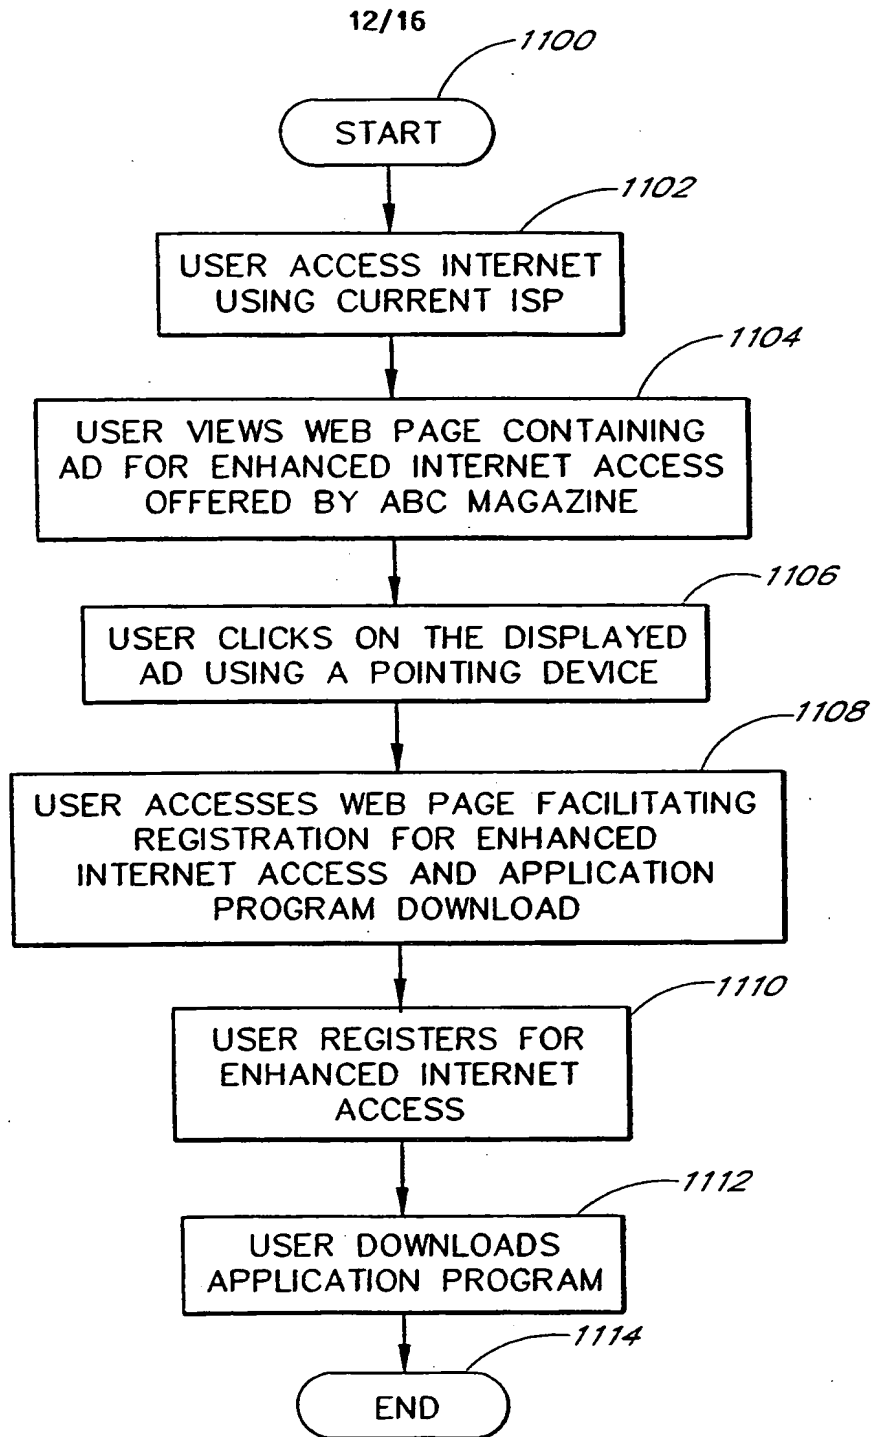 12/16
1100
START
1102
USER ACCESS INTERNET
USING CURRENT ISP
1104
USER VIEWS WEB PAGE CONTAINING
AD FOR ENHANCED INTERNET ACCESS
OFFERED BY ABC MAGAZINE
1106
USER CLICKS ON THE DISPLAYED
AD USING A POINTING DEVICE
1108
USER ACCESSES WEB PAGE FACILITATING
REGISTRATION FOR ENHANCED
INTERNET ACCESS AND APPLICATION
PROGRAM DOWNLOAD
1110
USER REGISTERS FOR
ENHANCED INTERNET
ACCESS
1112
USER DOWNLOADS
APPLICATION PROGRAM
1114
END